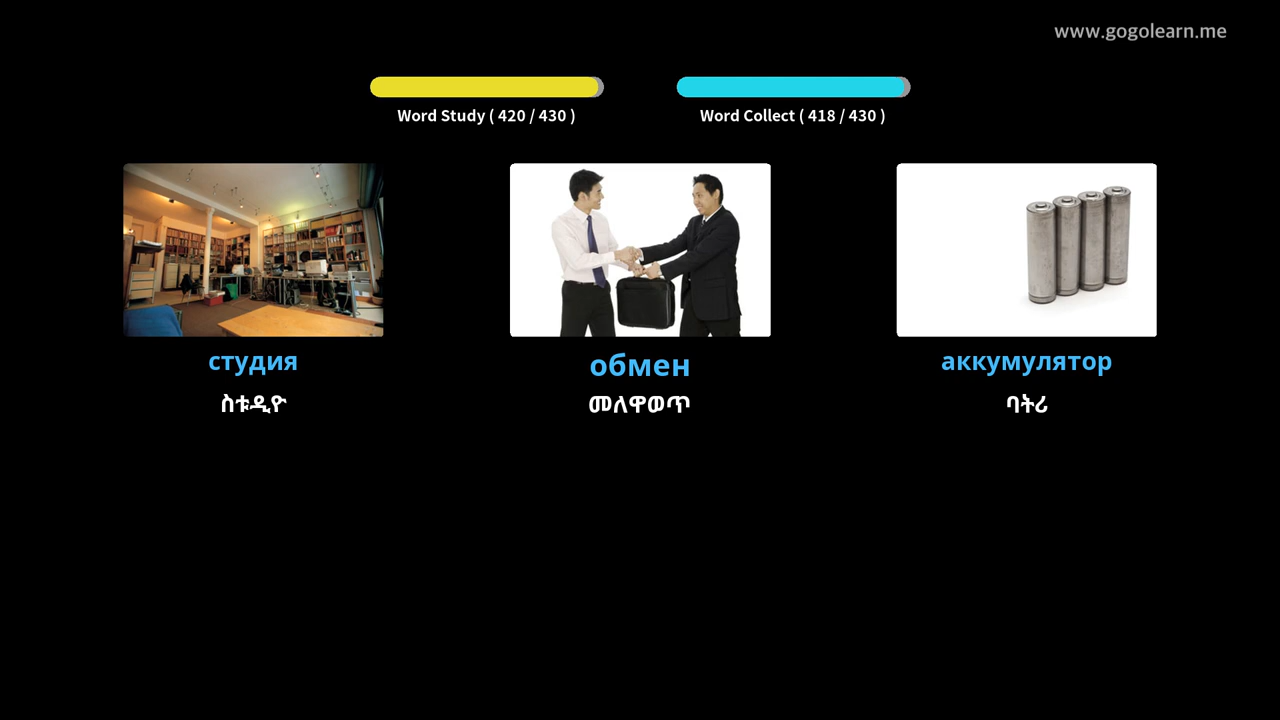 www.gogolearn.me
Word Study ( 420 / 430 )
Word Collect ( 418 / 430 )
студия
обмен
аккумулятор
ስቱዲዮ
መለዋወጥ
ባትሪ